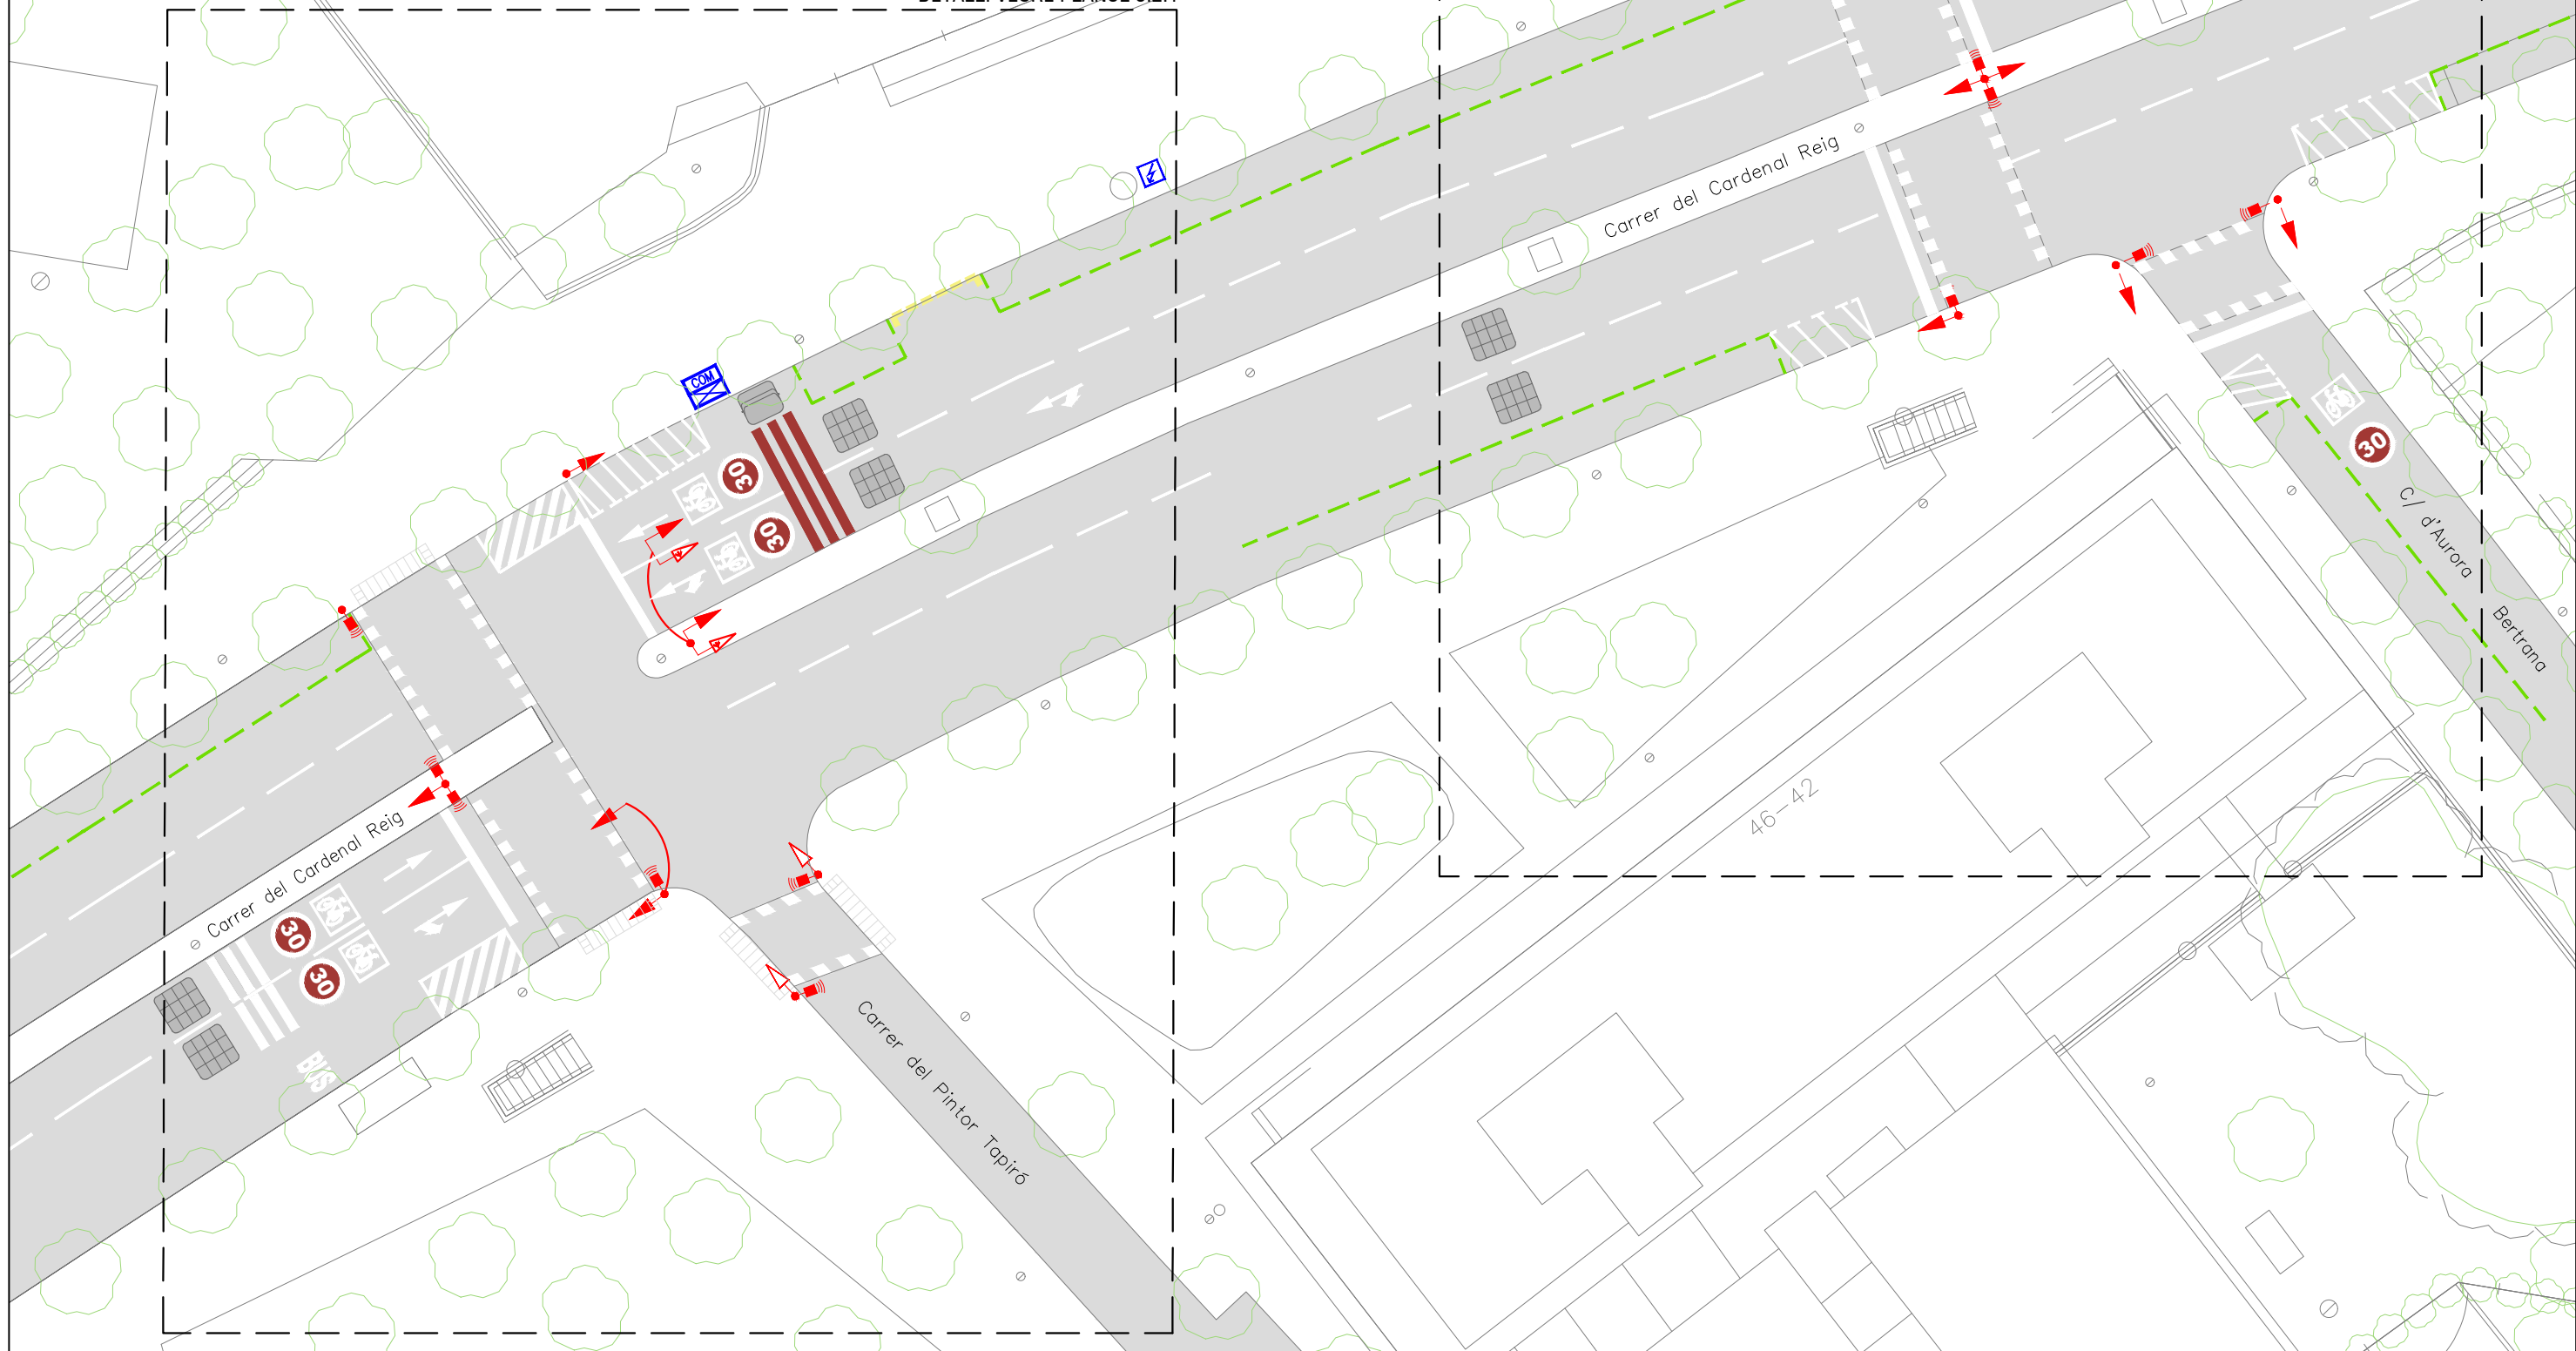 Carrer del Cardenal Reig
COM
30
30
30
C/ d'Aurora
Bertrana
46-42
Carrer del Cardenal Reig
30
30
BUS
Carrer del Pintor Tapiró